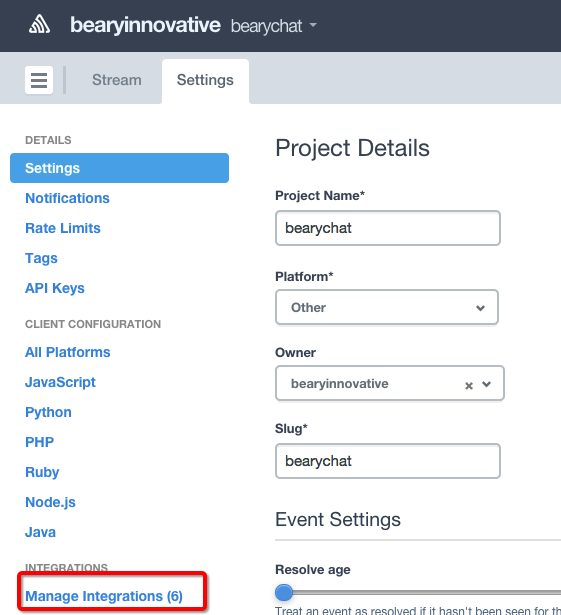 bearyinnovative bearychat
Stream Settings
DETAILS
Settings
Notifications
Rate Limits
Tags
API Keys
CLIENT CONFIGURATION
All Platforms
JavaScript
Python
PHP
Ruby
Node.js
Java
INTEGRATIONS
Manage Integrations (6)
Project Details
Project Name*
bearychat
Platform*
Other
Owner
bearyinnovative
Slug*
bearychat
Event Settings
Resolve age
Treat an event as resolved if it hasn't been seen for th